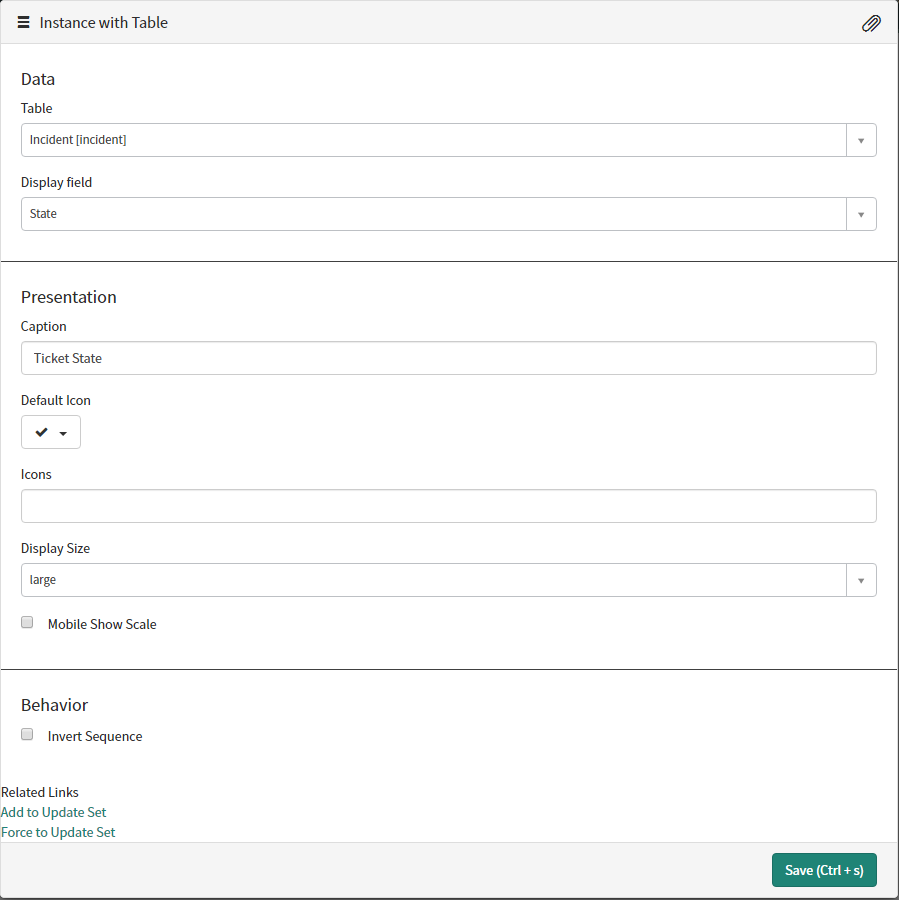 Instance with Table
Data
Table
Incident [incident]
Display field
State
Presentation
Caption
Ticket State
Default Icon
Icons
Display Size
large
Mobile Show Scale
Behavior
Invert Sequence
Related Links
Add to Update Set
Force to Update Set
Save (Ctrl + s)